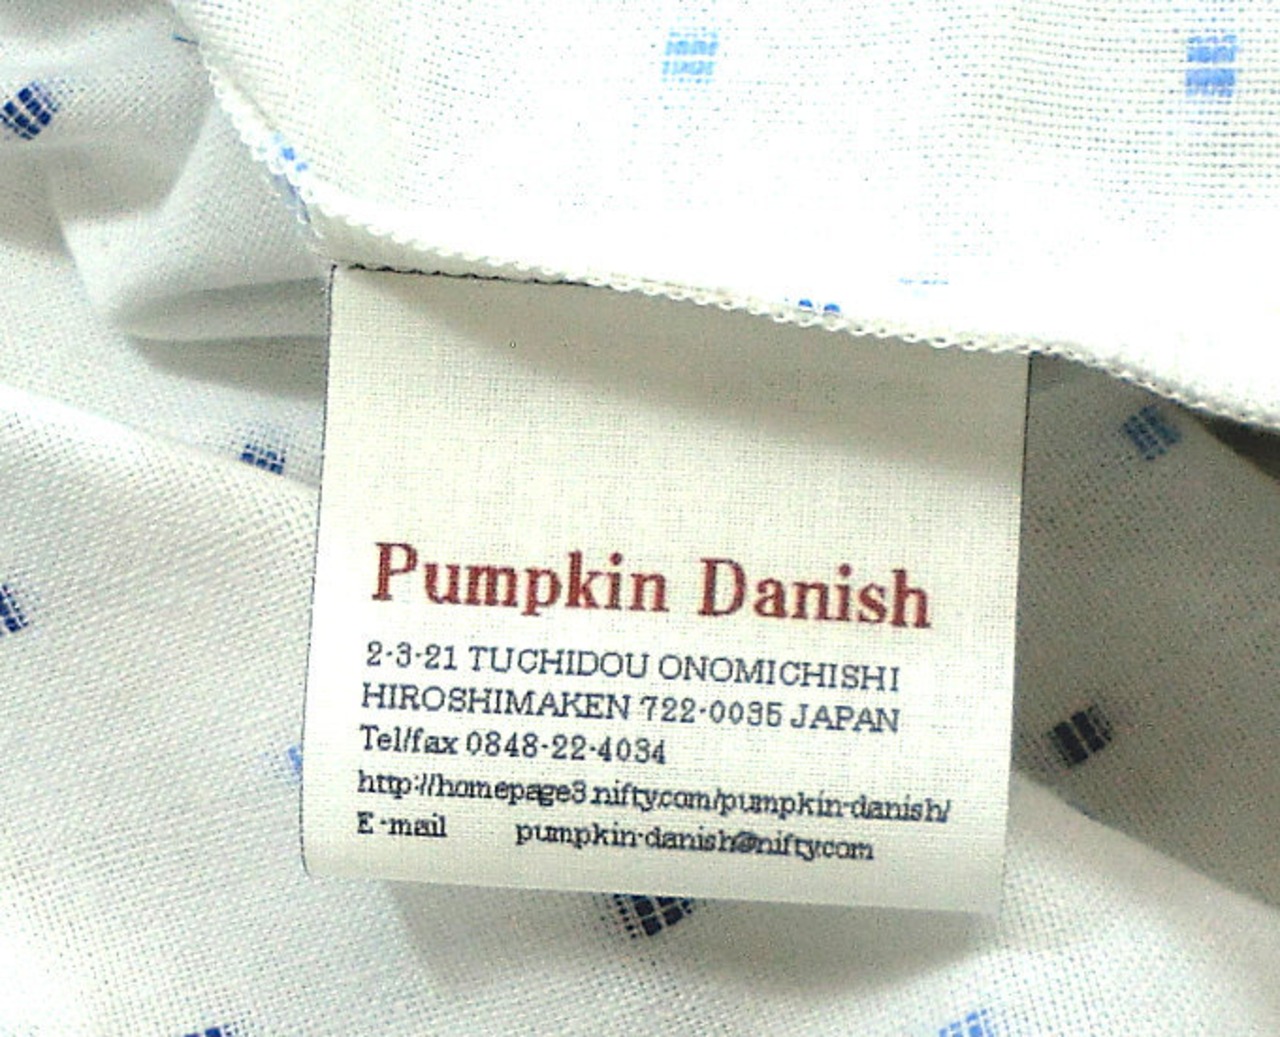 Pumpkin Danish
2-3-21 TUCHIDOU ONOMICHISHI
HIROSHIMAKEN 722-0035 JAPAN
Tel/fax 0848-22-4034
http://homepage3.nifty.com/pumpkin-danish/
E-mail pumpkin-danish@nifty.com